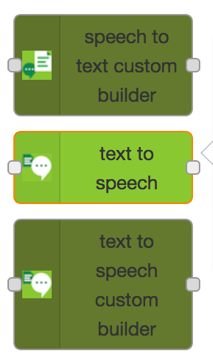 speech to
text custom
builder
text to
speech
text to
speech
custom
builder